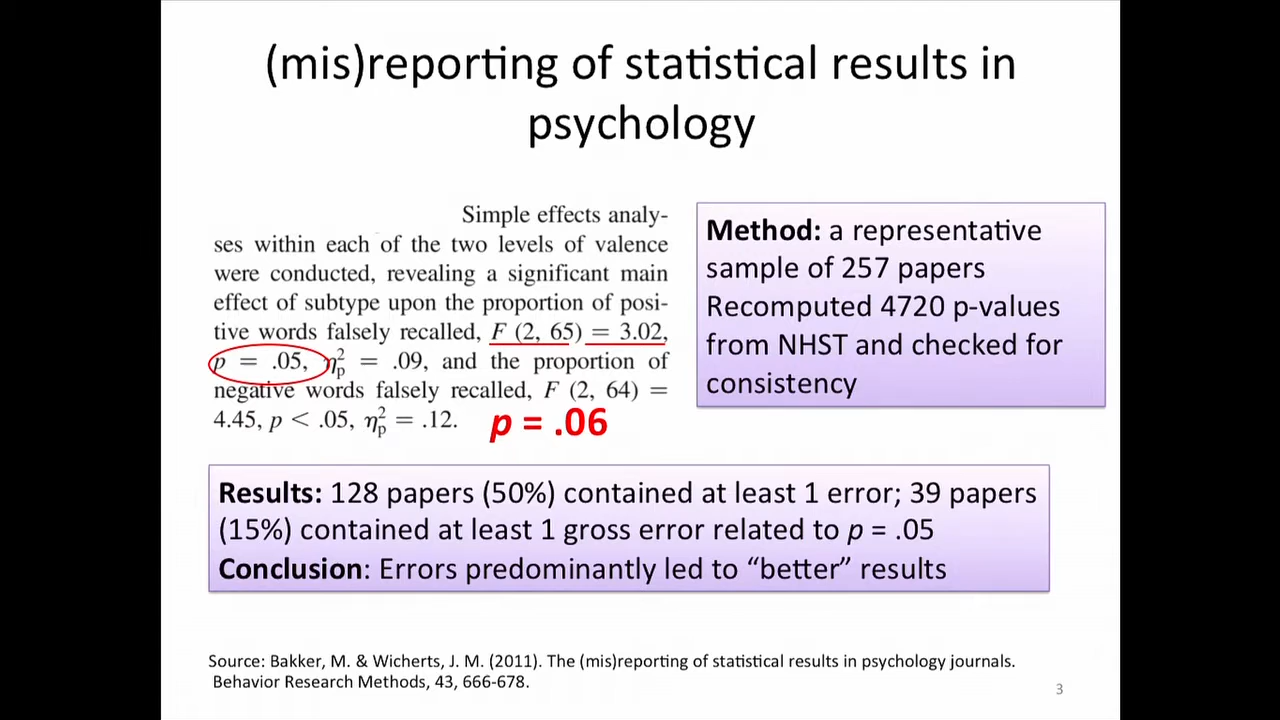 (mis)reporting of statistical results in
psychology
Simple effects analy-
ses within each of the two levels of valence
were conducted, revealing a significant main
effect of subtype upon the proportion of posi-
tive words falsely recalled, F (2, 65) = 3.02,
p = .05, η²ₚ = .09, and the proportion of
negative words falsely recalled, F (2, 64) =
4.45, p < .05, η²ₚ = .12.
p = .06
Method: a representative
sample of 257 papers
Recomputed 4720 p-values
from NHST and checked for
consistency
Results: 128 papers (50%) contained at least 1 error; 39 papers
(15%) contained at least 1 gross error related to p = .05
Conclusion: Errors predominantly led to “better” results
Source: Bakker, M. & Wicherts, J. M. (2011). The (mis)reporting of statistical results in psychology journals.
Behavior Research Methods, 43, 666-678.
3